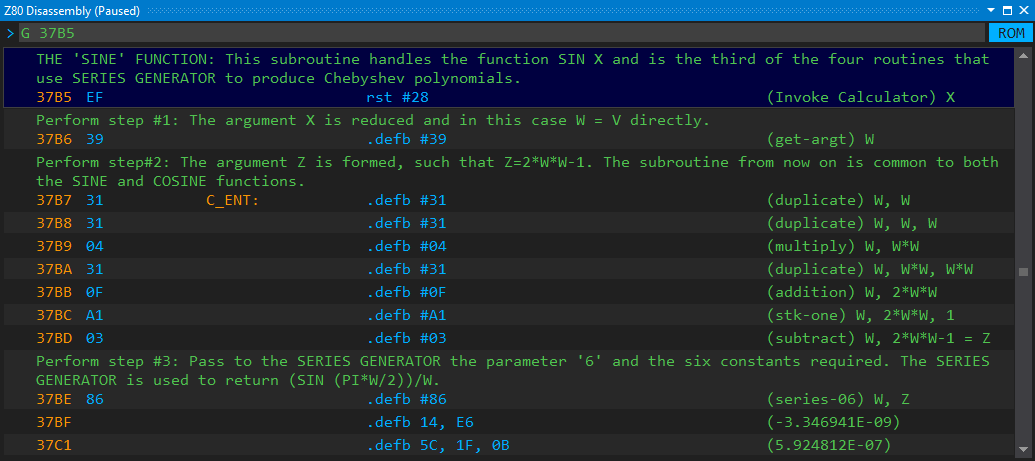 Z80 Disassembly (Paused)
> G 37B5 ROM
THE 'SINE' FUNCTION: This subroutine handles the function SIN X and is the third of the four routines that
use SERIES GENERATOR to produce Chebyshev polynomials.
37B5 EF rst #28 (Invoke Calculator) X
Perform step #1: The argument X is reduced and in this case W = V directly.
37B6 39 .defb #39 (get-argt) W
Perform step#2: The argument Z is formed, such that Z=2*W*W-1. The subroutine from now on is common to both
the SINE and COSINE functions.
37B7 31 C_ENT: .defb #31 (duplicate) W, W
37B8 31 .defb #31 (duplicate) W, W, W
37B9 04 .defb #04 (multiply) W, W*W
37BA 31 .defb #31 (duplicate) W, W*W, W*W
37BB 0F .defb #0F (addition) W, 2*W*W
37BC A1 .defb #A1 (stk-one) W, 2*W*W, 1
37BD 03 .defb #03 (subtract) W, 2*W*W-1 = Z
Perform step #3: Pass to the SERIES GENERATOR the parameter '6' and the six constants required. The SERIES
GENERATOR is used to return (SIN (PI*W/2))/W.
37BE 86 .defb #86 (series-06) W, Z
37BF .defb 14, E6 (-3.346941E-09)
37C1 .defb 5C, 1F, 0B (5.924812E-07)